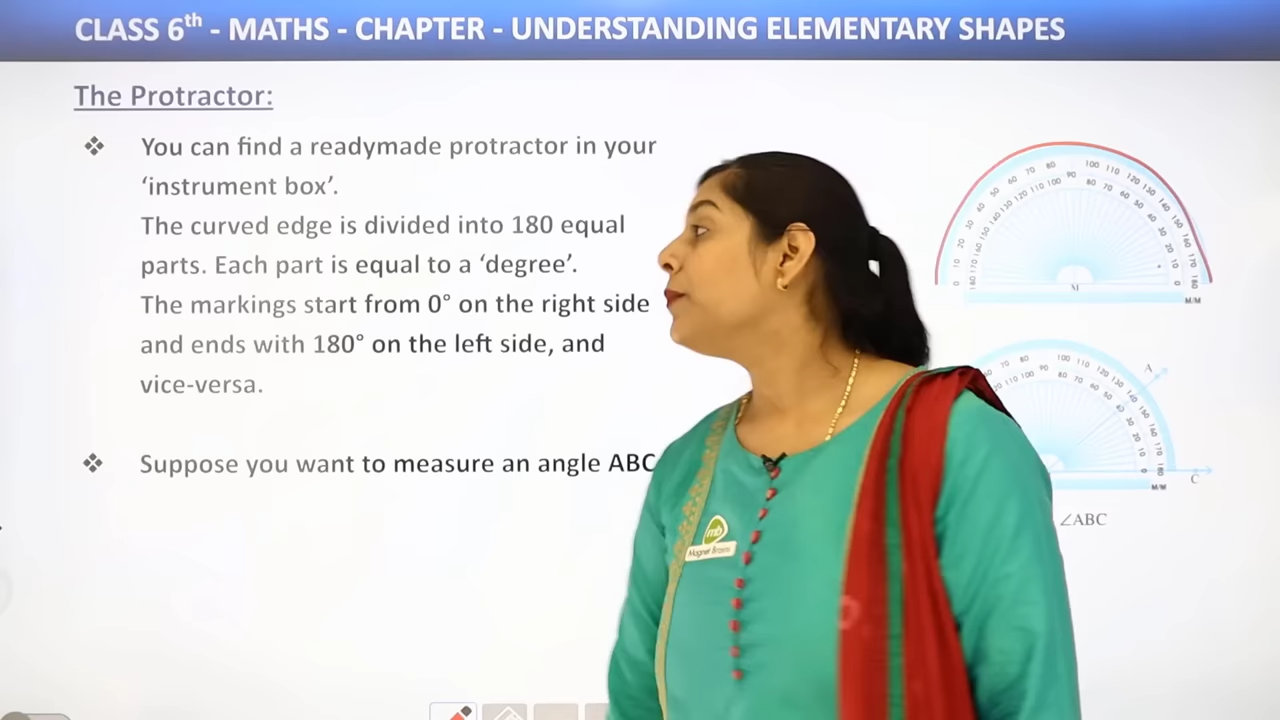 CLASS 6th - MATHS - CHAPTER - UNDERSTANDING ELEMENTARY SHAPES
The Protractor:
❖ You can find a readymade protractor in your
‘instrument box’.
The curved edge is divided into 180 equal
parts. Each part is equal to a ‘degree’.
The markings start from 0° on the right side
and ends with 180° on the left side, and
vice-versa.
❖ Suppose you want to measure an angle ABC
M
M/M
A
C
M/M
∠ABC
mb
Magnet Brains